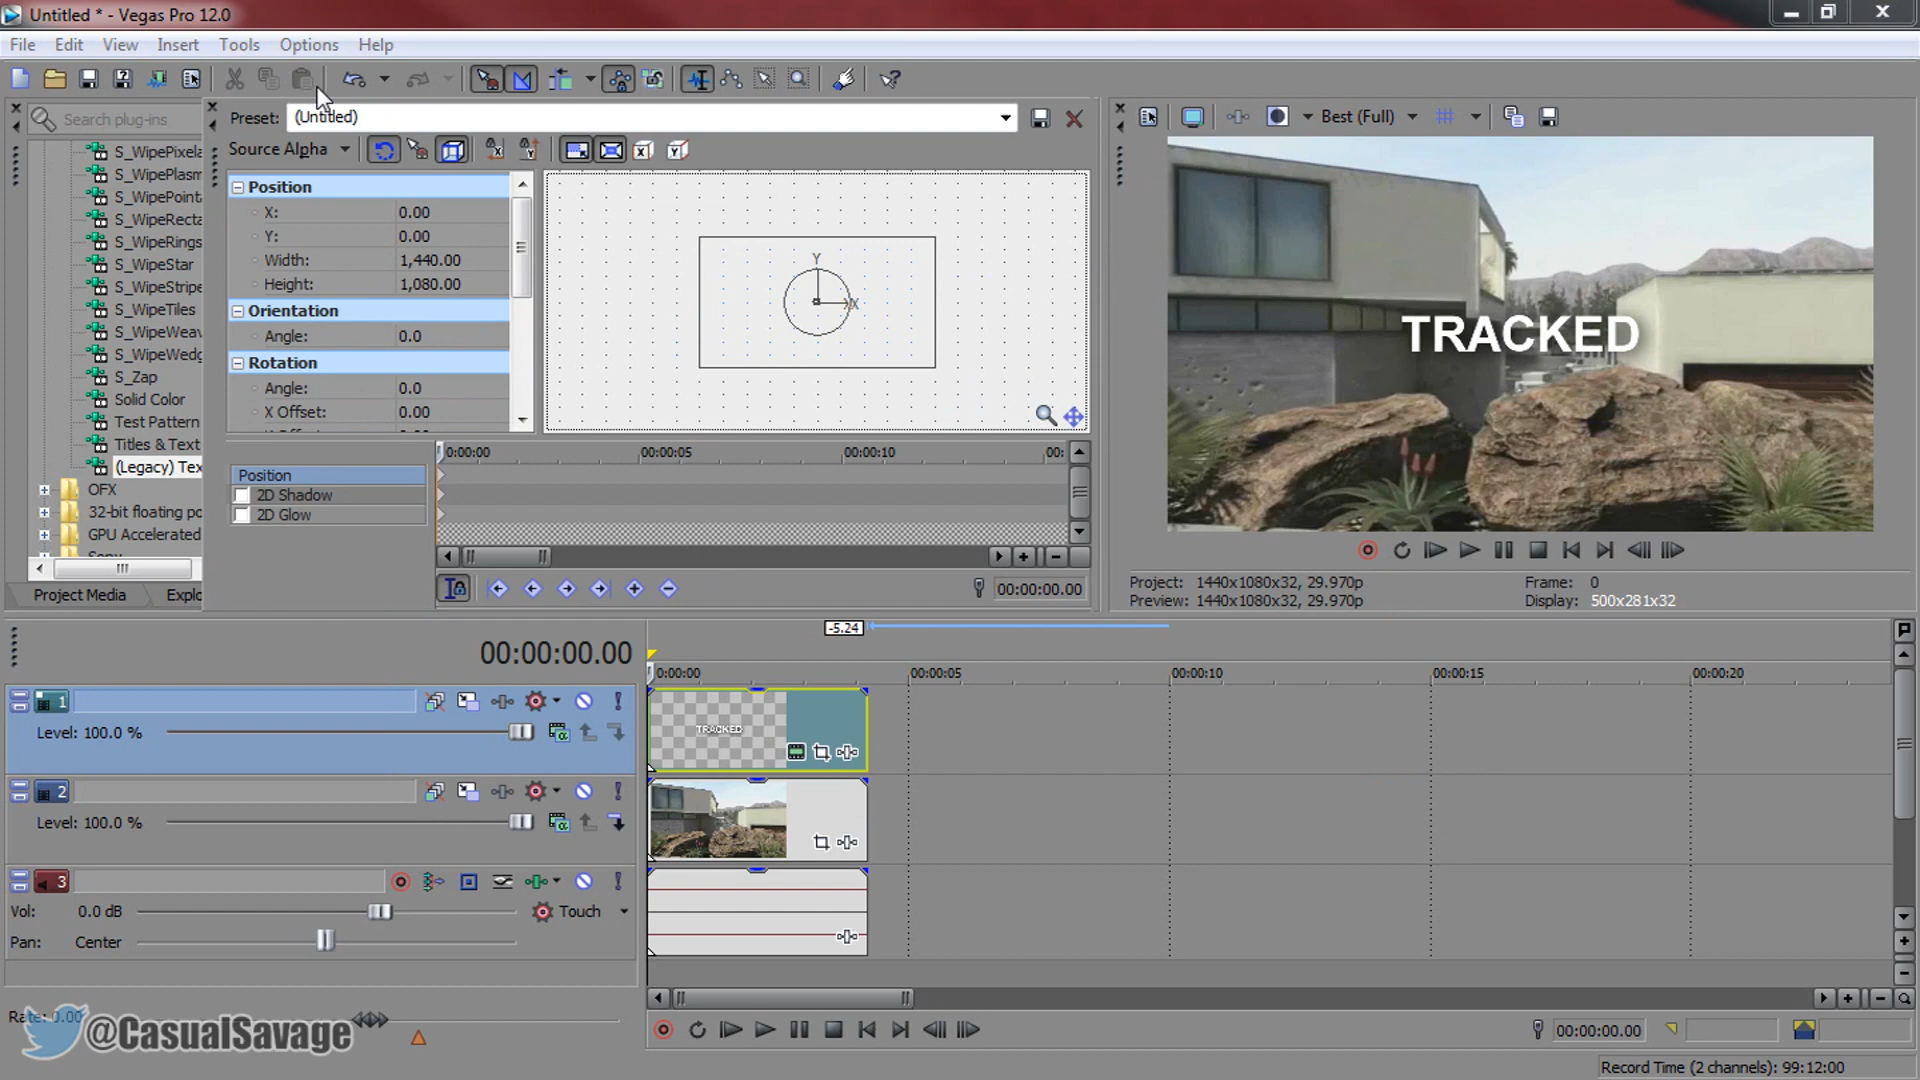 Untitled * - Vegas Pro 12.0
File Edit View Insert Tools Options Help
Search plug-ins
S_WipePixela
S_WipePlasm
S_WipePoint
S_WipeRecta
S_WipeRings
S_WipeStar
S_WipeStripe
S_WipeTiles
S_WipeWeav
S_WipeWedg
S_Zap
Solid Color
Test Pattern
Titles & Text
(Legacy) Tex
OFX
32-bit floating po
GPU Accelerated
Project Media
Explo
Preset: (Untitled)
Source Alpha
Position
X: 0.00
Y: 0.00
Width: 1,440.00
Height: 1,080.00
Orientation
Angle: 0.0
Rotation
Angle: 0.0
X Offset: 0.00
Y
X
Position
2D Shadow
2D Glow
0:00:00 0:00:05 0:00:10 00:
00:00:00.00
Best (Full)
TRACKED
Project: 1440x1080x32, 29.970p
Preview: 1440x1080x32, 29.970p
Frame: 0
Display: 500x281x32
00:00:00.00
-5.24
0:00:00 00:00:05 00:00:10 00:00:15 00:00:20
1
Level: 100.0 %
TRACKED
2
Level: 100.0 %
3
Vol: 0.0 dB
Touch
Pan: Center
Rate: 0.00
@CasualSavage
00:00:00.00
Record Time (2 channels): 99:12:00